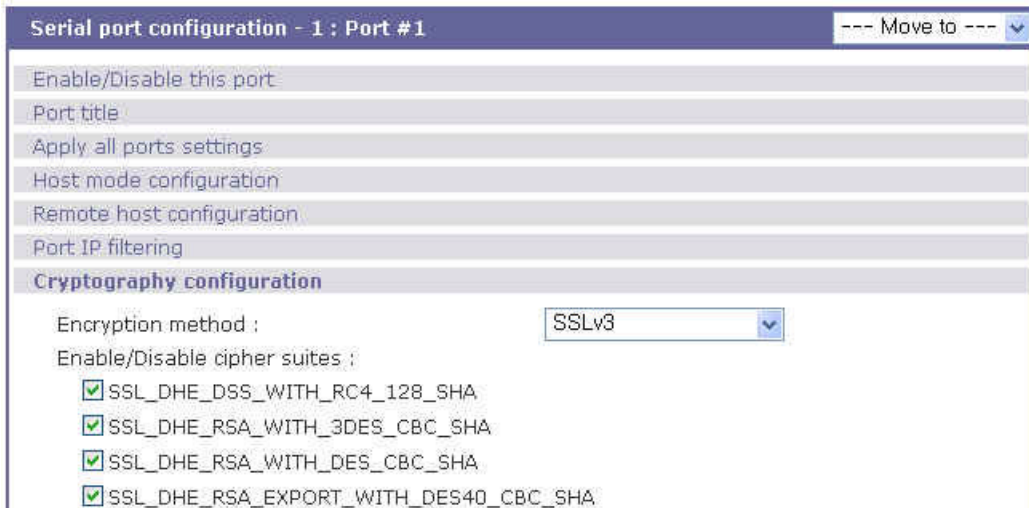 Serial port configuration - 1 : Port #1 --- Move to ---
Enable/Disable this port
Port title
Apply all ports settings
Host mode configuration
Remote host configuration
Port IP filtering
Cryptography configuration
Encryption method : SSLv3
Enable/Disable cipher suites :
SSL_DHE_DSS_WITH_RC4_128_SHA
SSL_DHE_RSA_WITH_3DES_CBC_SHA
SSL_DHE_RSA_WITH_DES_CBC_SHA
SSL_DHE_RSA_EXPORT_WITH_DES40_CBC_SHA